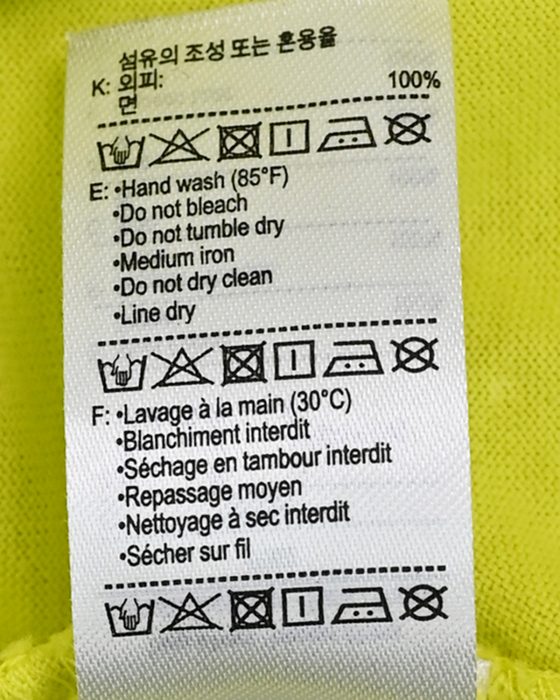 섬유의 조성 또는 혼용율
K: 외피:
면 100%
E: •Hand wash (85°F)
•Do not bleach
•Do not tumble dry
•Medium iron
•Do not dry clean
•Line dry
F: •Lavage à la main (30°C)
•Blanchiment interdit
•Séchage en tambour interdit
•Repassage moyen
•Nettoyage à sec interdit
•Sécher sur fil